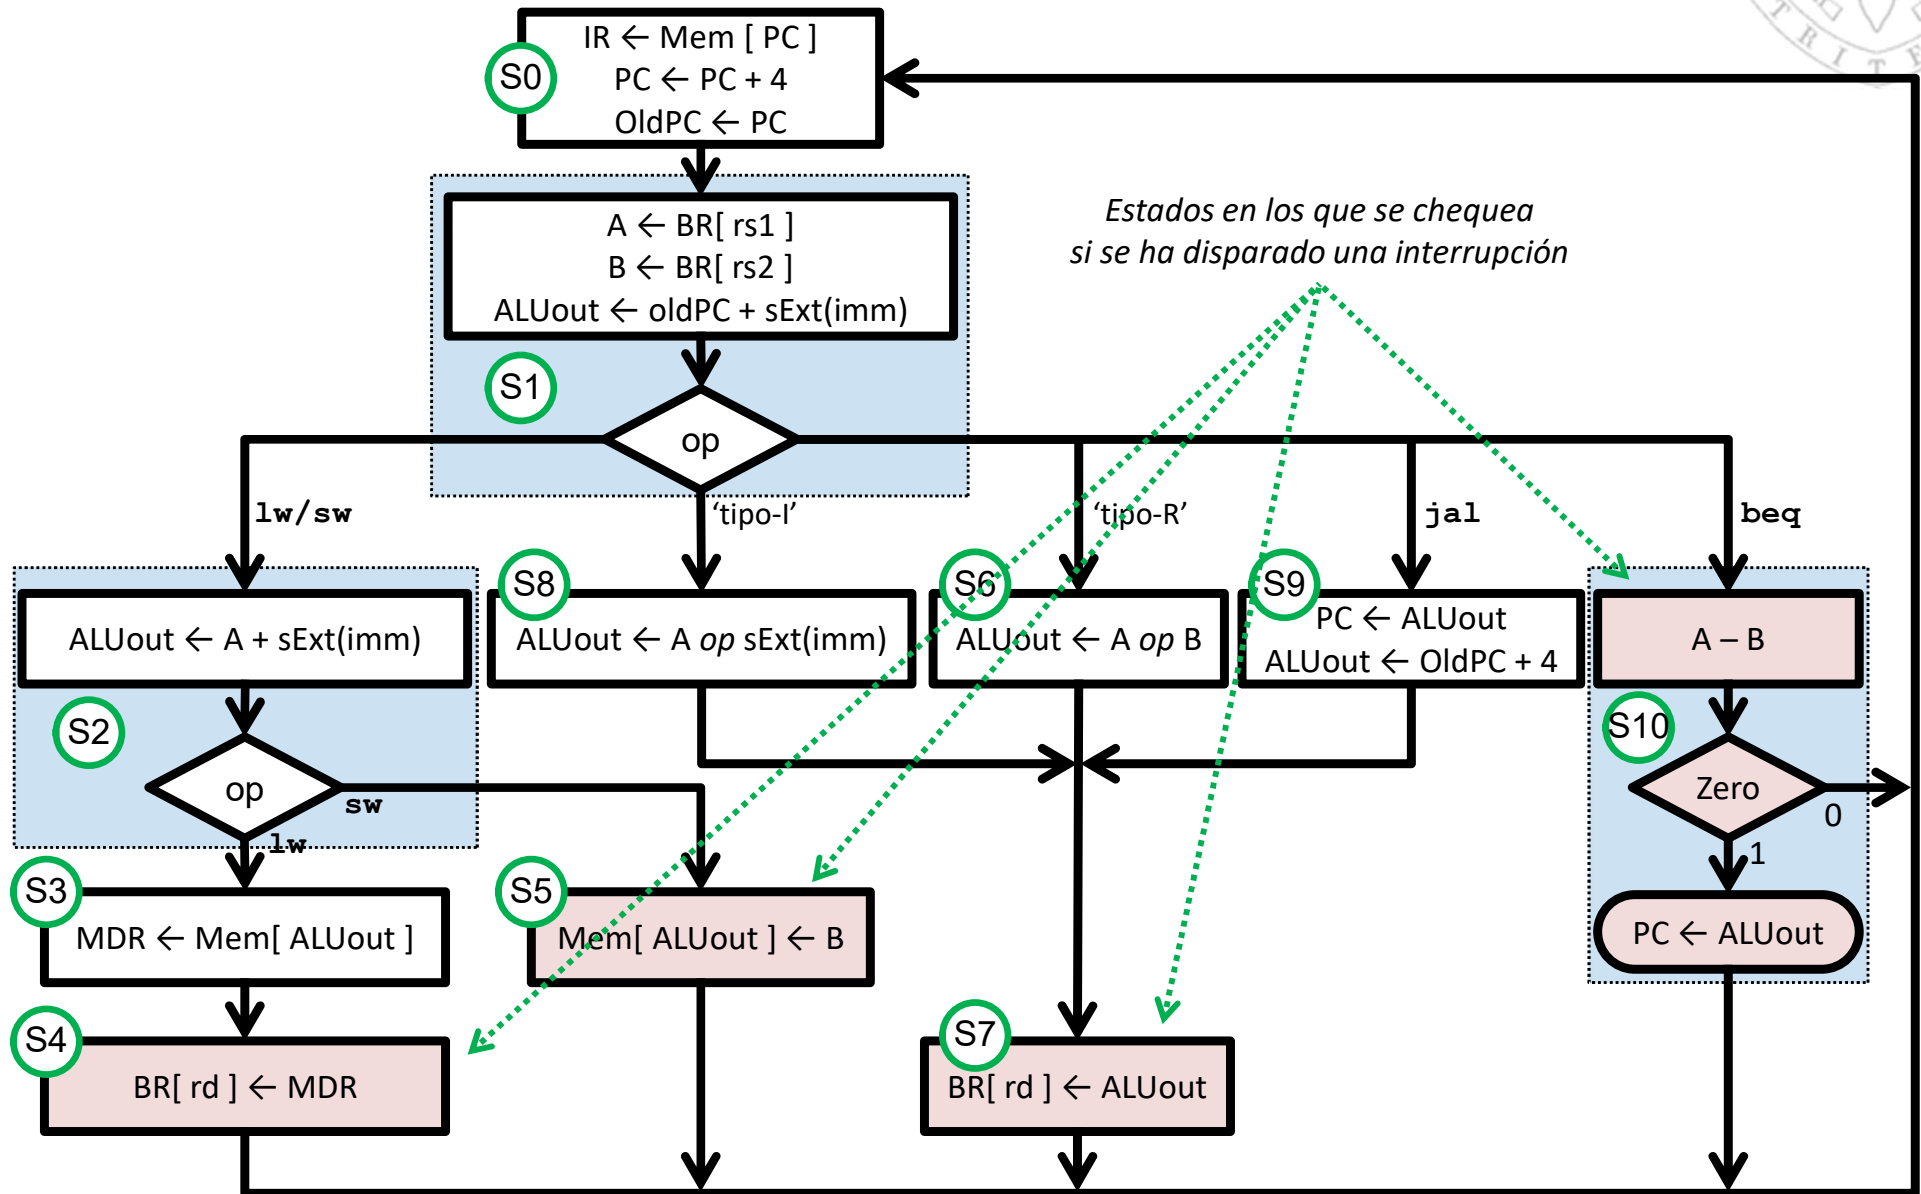 IR ← Mem [ PC ]
S0
PC ← PC + 4
OldPC ← PC
A ← BR[ rs1 ]
B ← BR[ rs2 ]
ALUout ← oldPC + sExt(imm)
Estados en los que se chequea
si se ha disparado una interrupción
S1
op
lw/sw
'tipo-I'
'tipo-R'
jal
beq
S8
S6
S9
ALUout ← A + sExt(imm)
ALUout ← A op sExt(imm)
ALUout ← A op B
PC ← ALUout
ALUout ← OldPC + 4
A – B
S2
S10
op
sw
lw
Zero
0
1
S3
MDR ← Mem[ ALUout ]
S5
Mem[ ALUout ] ← B
PC ← ALUout
S4
BR[ rd ] ← MDR
S7
BR[ rd ] ← ALUout